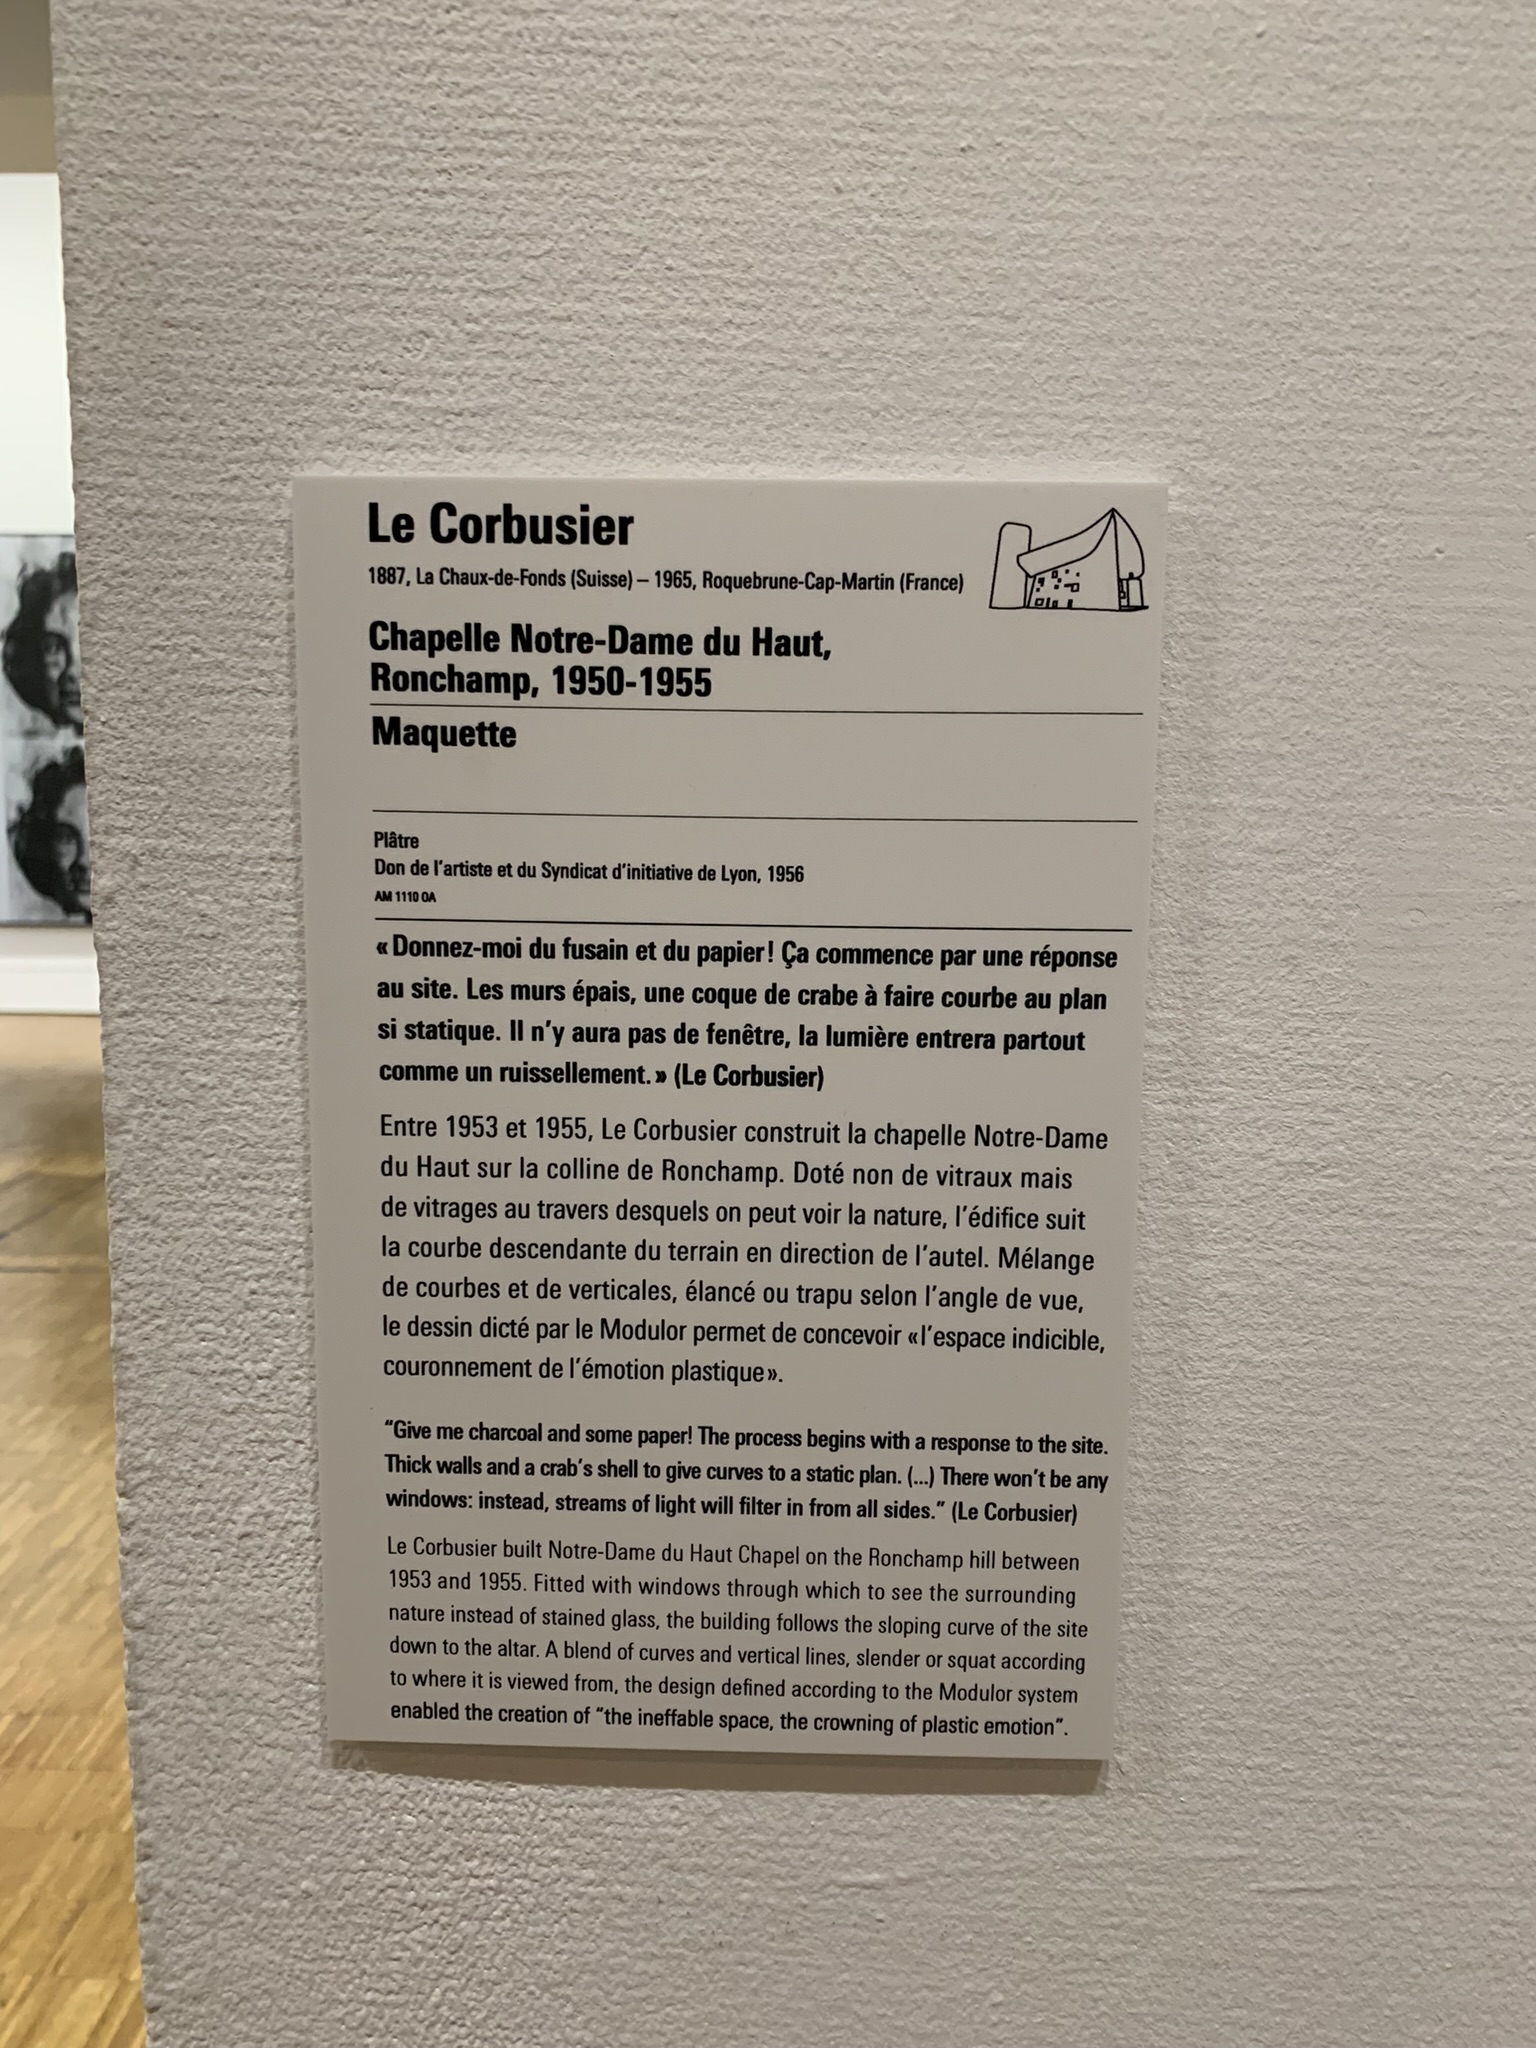 Le Corbusier
1887, La Chaux-de-Fonds (Suisse) – 1965, Roquebrune-Cap-Martin (France)
Chapelle Notre-Dame du Haut,
Ronchamp, 1950-1955
Maquette
Plâtre
Don de l'artiste et du Syndicat d'initiative de Lyon, 1956
AM 1110 OA
« Donnez-moi du fusain et du papier ! Ça commence par une réponse
au site. Les murs épais, une coque de crabe à faire courbe au plan
si statique. Il n'y aura pas de fenêtre, la lumière entrera partout
comme un ruissellement. » (Le Corbusier)
Entre 1953 et 1955, Le Corbusier construit la chapelle Notre-Dame
du Haut sur la colline de Ronchamp. Doté non de vitraux mais
de vitrages au travers desquels on peut voir la nature, l'édifice suit
la courbe descendante du terrain en direction de l'autel. Mélange
de courbes et de verticales, élancé ou trapu selon l'angle de vue,
le dessin dicté par le Modulor permet de concevoir « l'espace indicible,
couronnement de l'émotion plastique ».
“Give me charcoal and some paper! The process begins with a response to the site.
Thick walls and a crab's shell to give curves to a static plan. (...) There won't be any
windows: instead, streams of light will filter in from all sides.” (Le Corbusier)
Le Corbusier built Notre-Dame du Haut Chapel on the Ronchamp hill between
1953 and 1955. Fitted with windows through which to see the surrounding
nature instead of stained glass, the building follows the sloping curve of the site
down to the altar. A blend of curves and vertical lines, slender or squat according
to where it is viewed from, the design defined according to the Modulor system
enabled the creation of “the ineffable space, the crowning of plastic emotion”.